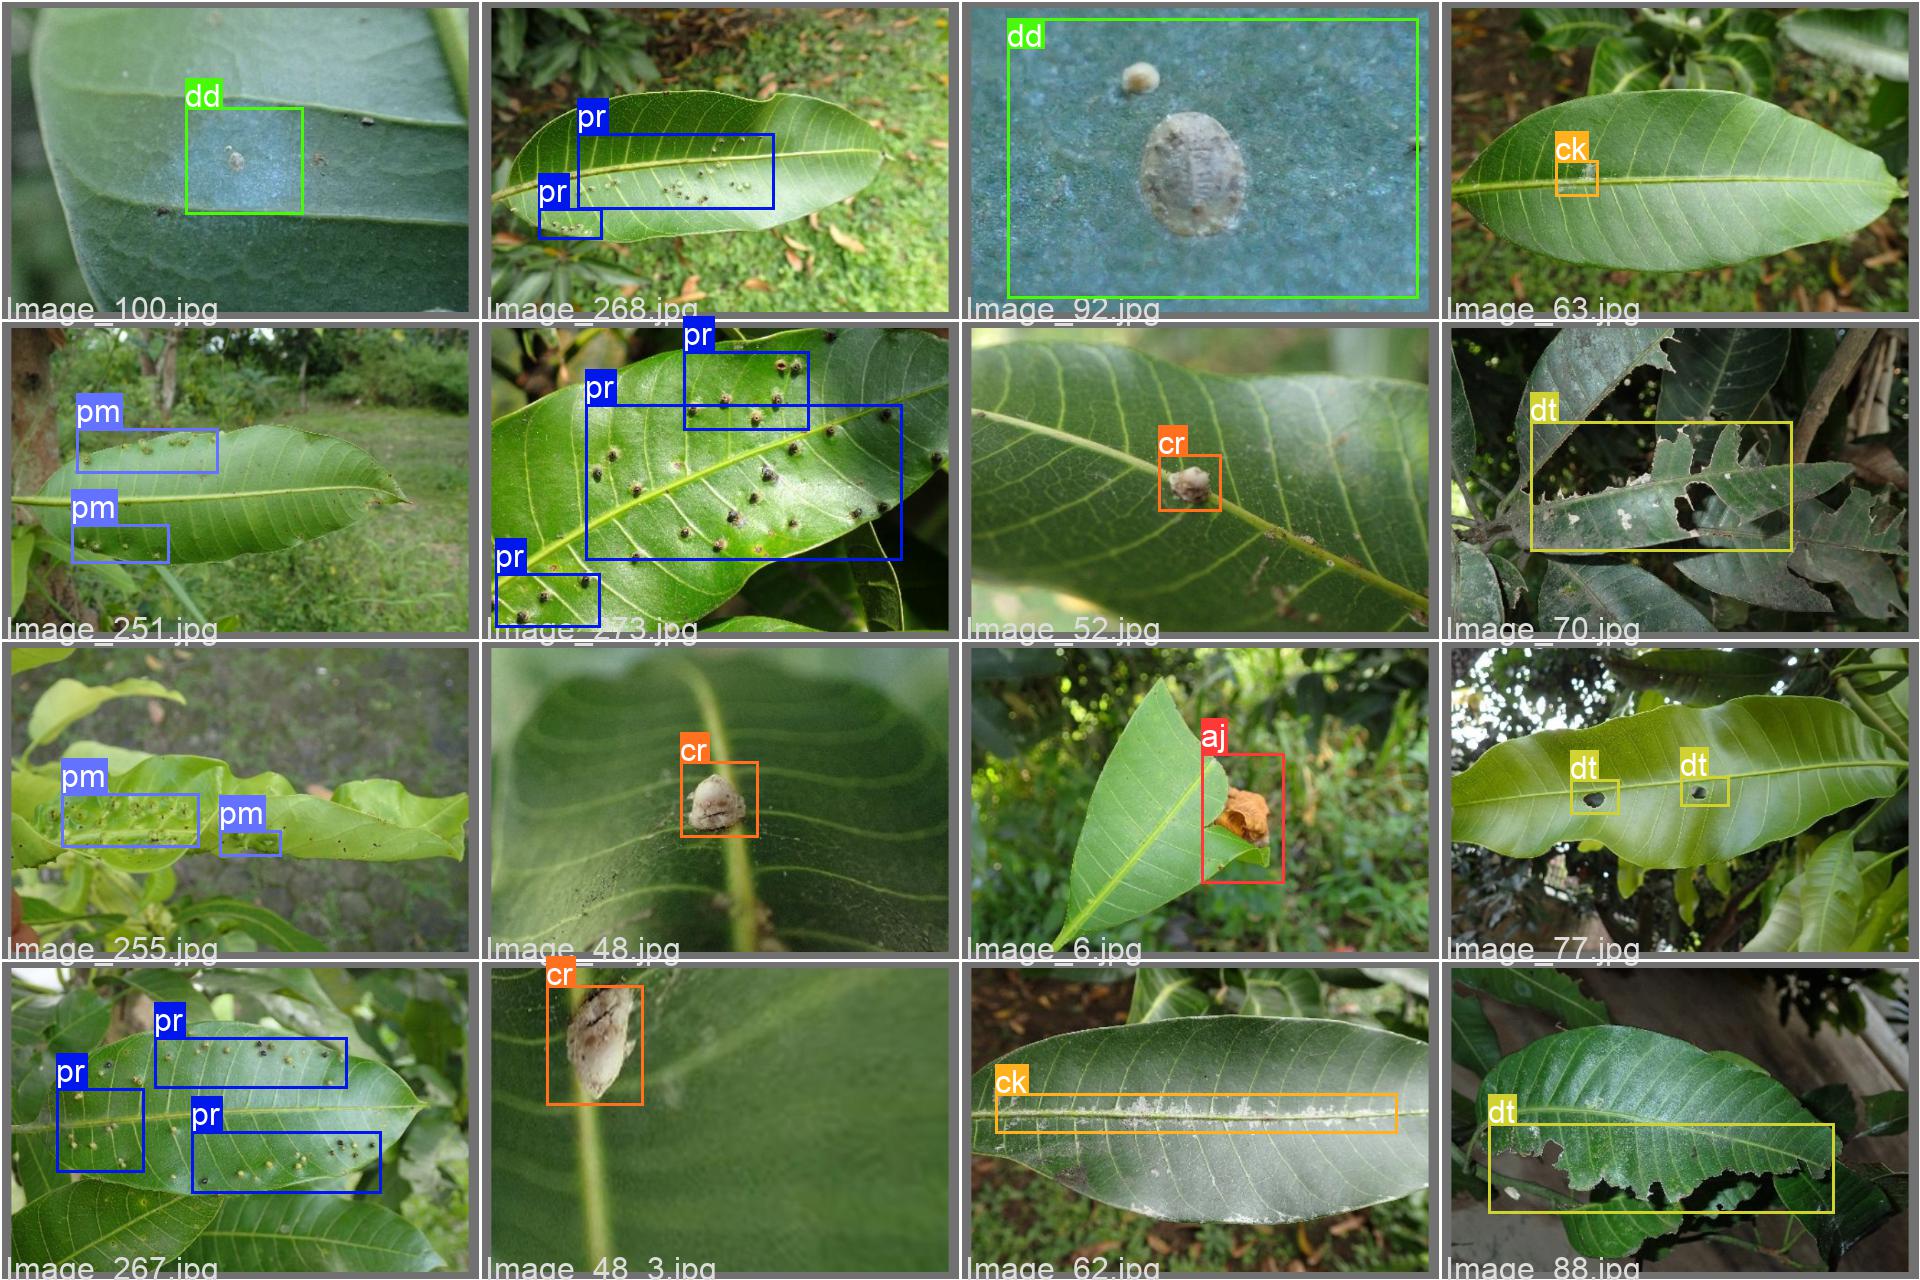 dd
Image_100.jpg
pr
pr
Image_268.jpg
dd
Image_92.jpg
ck
Image_63.jpg
pm
pm
Image_251.jpg
pr
pr
pr
Image_273.jpg
cr
Image_52.jpg
dt
Image_70.jpg
pm
pm
Image_255.jpg
cr
Image_48.jpg
aj
Image_6.jpg
dt
dt
Image_77.jpg
pr
pr
pr
Image_267.jpg
cr
Image_48_3.jpg
ck
Image_62.jpg
dt
Image_88.jpg